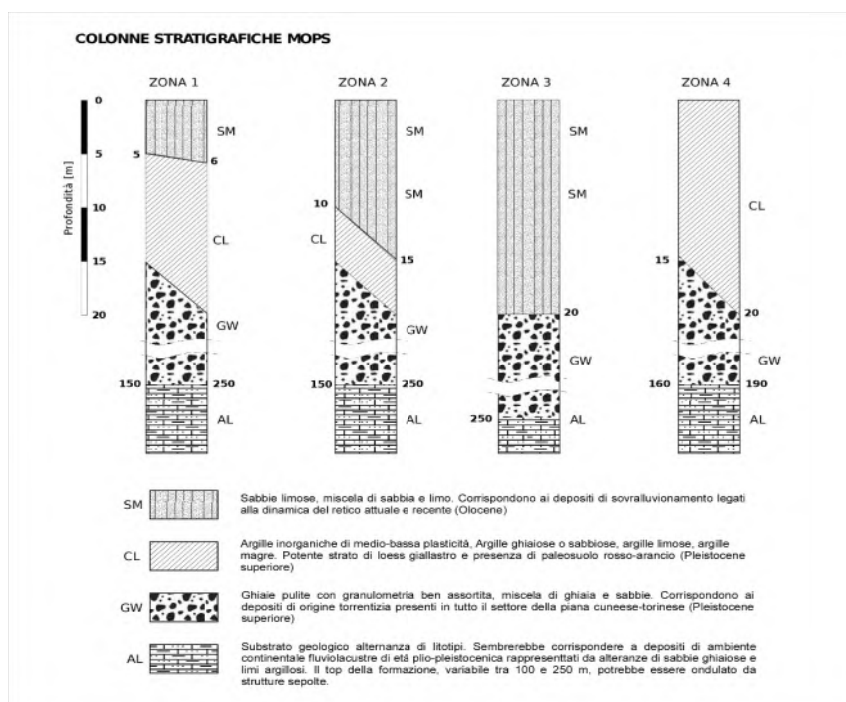 COLONNE STRATIGRAFICHE MOPS
ZONA 1
ZONA 2
ZONA 3
ZONA 4
Profondità [m]
0
5
10
15
20
SM
5
6
CL
GW
150
250
AL
SM
SM
10
CL
15
GW
150
250
AL
SM
SM
20
GW
250
AL
CL
15
20
GW
160
190
AL
SM
Sabbie limose, miscela di sabbia e limo. Corrispondono ai depositi di sovralluvionamento legati
alla dinamica del retico attuale e recente (Olocene)
CL
Argille inorganiche di medio-bassa plasticità, Argille ghiaiose o sabbiose, argille limose, argille
magre. Potente strato di loess giallastro e presenza di paleosuolo rosso-arancio (Pleistocene
superiore)
GW
Ghiaie pulite con granulometria ben assortita, miscela di ghiaia e sabbie. Corrispondono ai
depositi di origine torrentizia presenti in tutto il settore della piana cuneese-torinese (Pleistocene
superiore)
AL
Substrato geologico alternanza di litotipi. Sembrerebbe corrispondere a depositi di ambiente
continentale fluviolacustre di età plio-pleistocenica rappresenttati da alteranze di sabbie ghiaiose e
limi argillosi. Il top della formazione, variabile tra 100 e 250 m, potrebbe essere ondulato da
strutture sepolte.